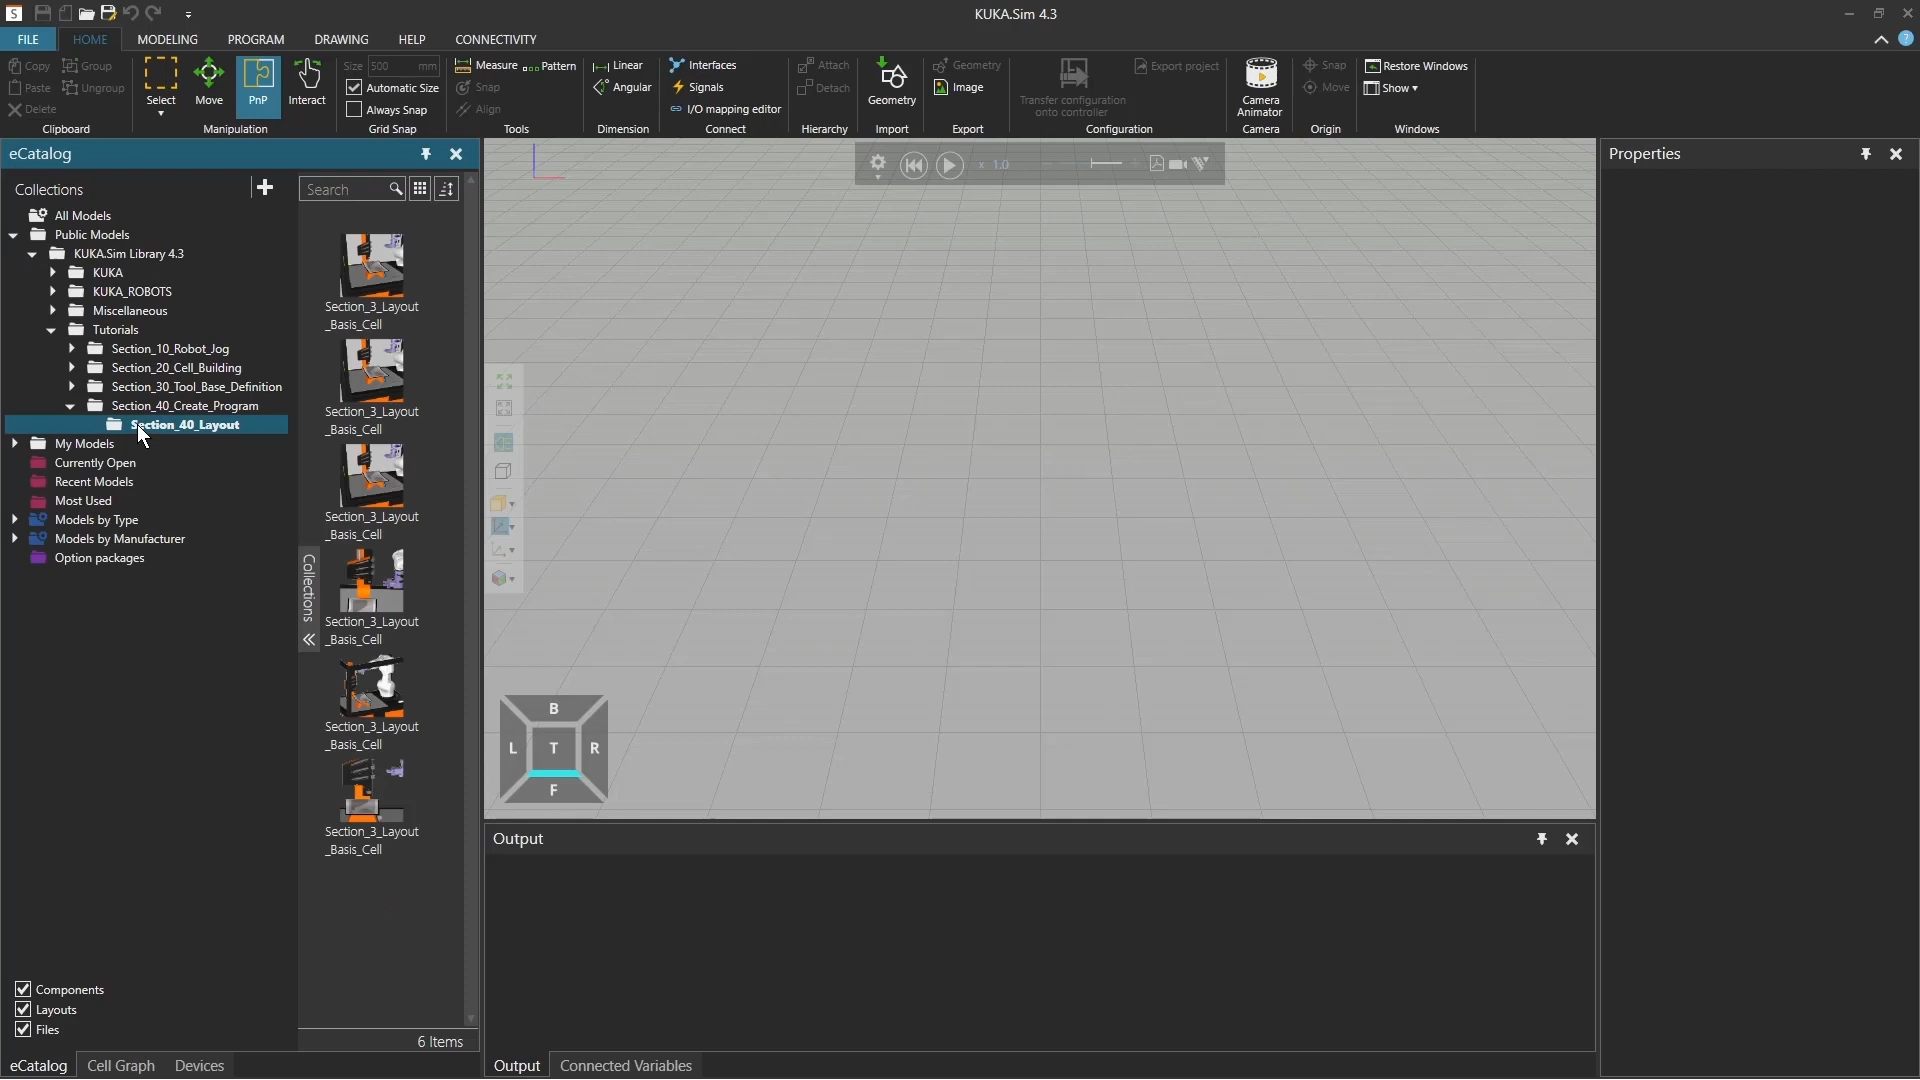 S
KUKA.Sim 4.3
FILE HOME MODELING PROGRAM DRAWING HELP CONNECTIVITY ?
Copy Group
Paste Ungroup
Delete
Clipboard
Select Move PnP Interact
Manipulation
Size 500 mm
Automatic Size
Always Snap
Grid Snap
Measure Pattern
Snap
Align
Tools
Linear
Angular
Dimension
Interfaces
Signals
I/O mapping editor
Connect
Attach
Detach
Hierarchy
Geometry
Import
Geometry
Image
Export
Transfer configuration
onto controller
Export project
Configuration
Camera
Animator
Camera
Snap
Move
Origin
Restore Windows
Show
Windows
eCatalog
Collections
All Models
Public Models
KUKA.Sim Library 4.3
KUKA
KUKA_ROBOTS
Miscellaneous
Tutorials
Section_10_Robot_Jog
Section_20_Cell_Building
Section_30_Tool_Base_Definition
Section_40_Create_Program
Section_40_Layout
My Models
Currently Open
Recent Models
Most Used
Models by Type
Models by Manufacturer
Option packages
Components
Layouts
Files
Search
Section_3_Layout
_Basis_Cell
Section_3_Layout
_Basis_Cell
Section_3_Layout
_Basis_Cell
Section_3_Layout
_Basis_Cell
Section_3_Layout
_Basis_Cell
Section_3_Layout
_Basis_Cell
Collections
6 Items
eCatalog Cell Graph Devices
x 1.0
B
L T R
F
Output
Output Connected Variables
Properties